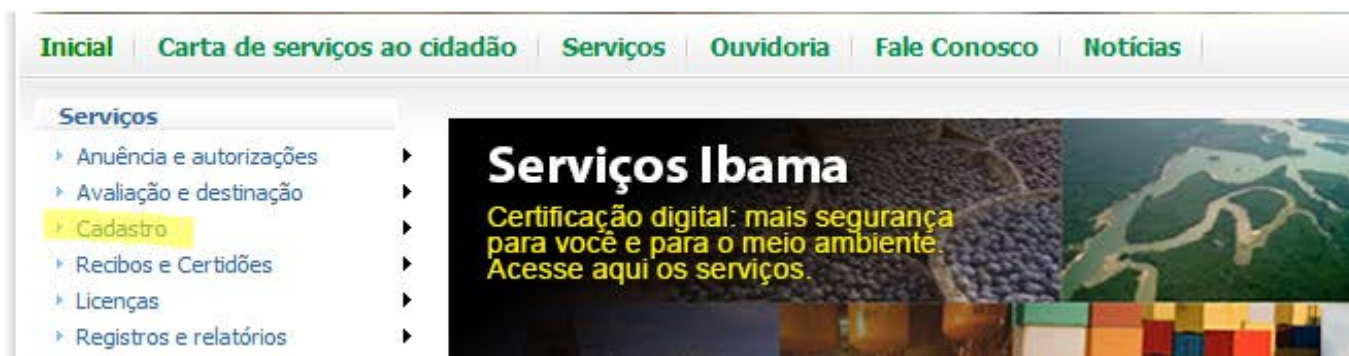 Inicial Carta de serviços ao cidadão Serviços Ouvidoria Fale Conosco Notícias
Serviços
Anuência e autorizações
Avaliação e destinação
Cadastro
Recibos e Certidões
Licenças
Registros e relatórios
Serviços Ibama
Certificação digital: mais segurança
para você e para o meio ambiente.
Acesse aqui os serviços.